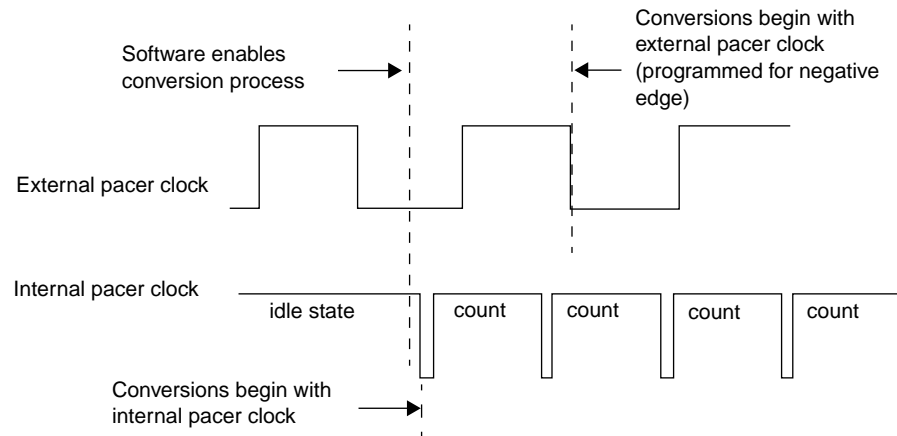 Software enables
conversion process
Conversions begin with
external pacer clock
(programmed for negative
edge)
External pacer clock
Internal pacer clock
idle state
count
count
count
count
Conversions begin with
internal pacer clock